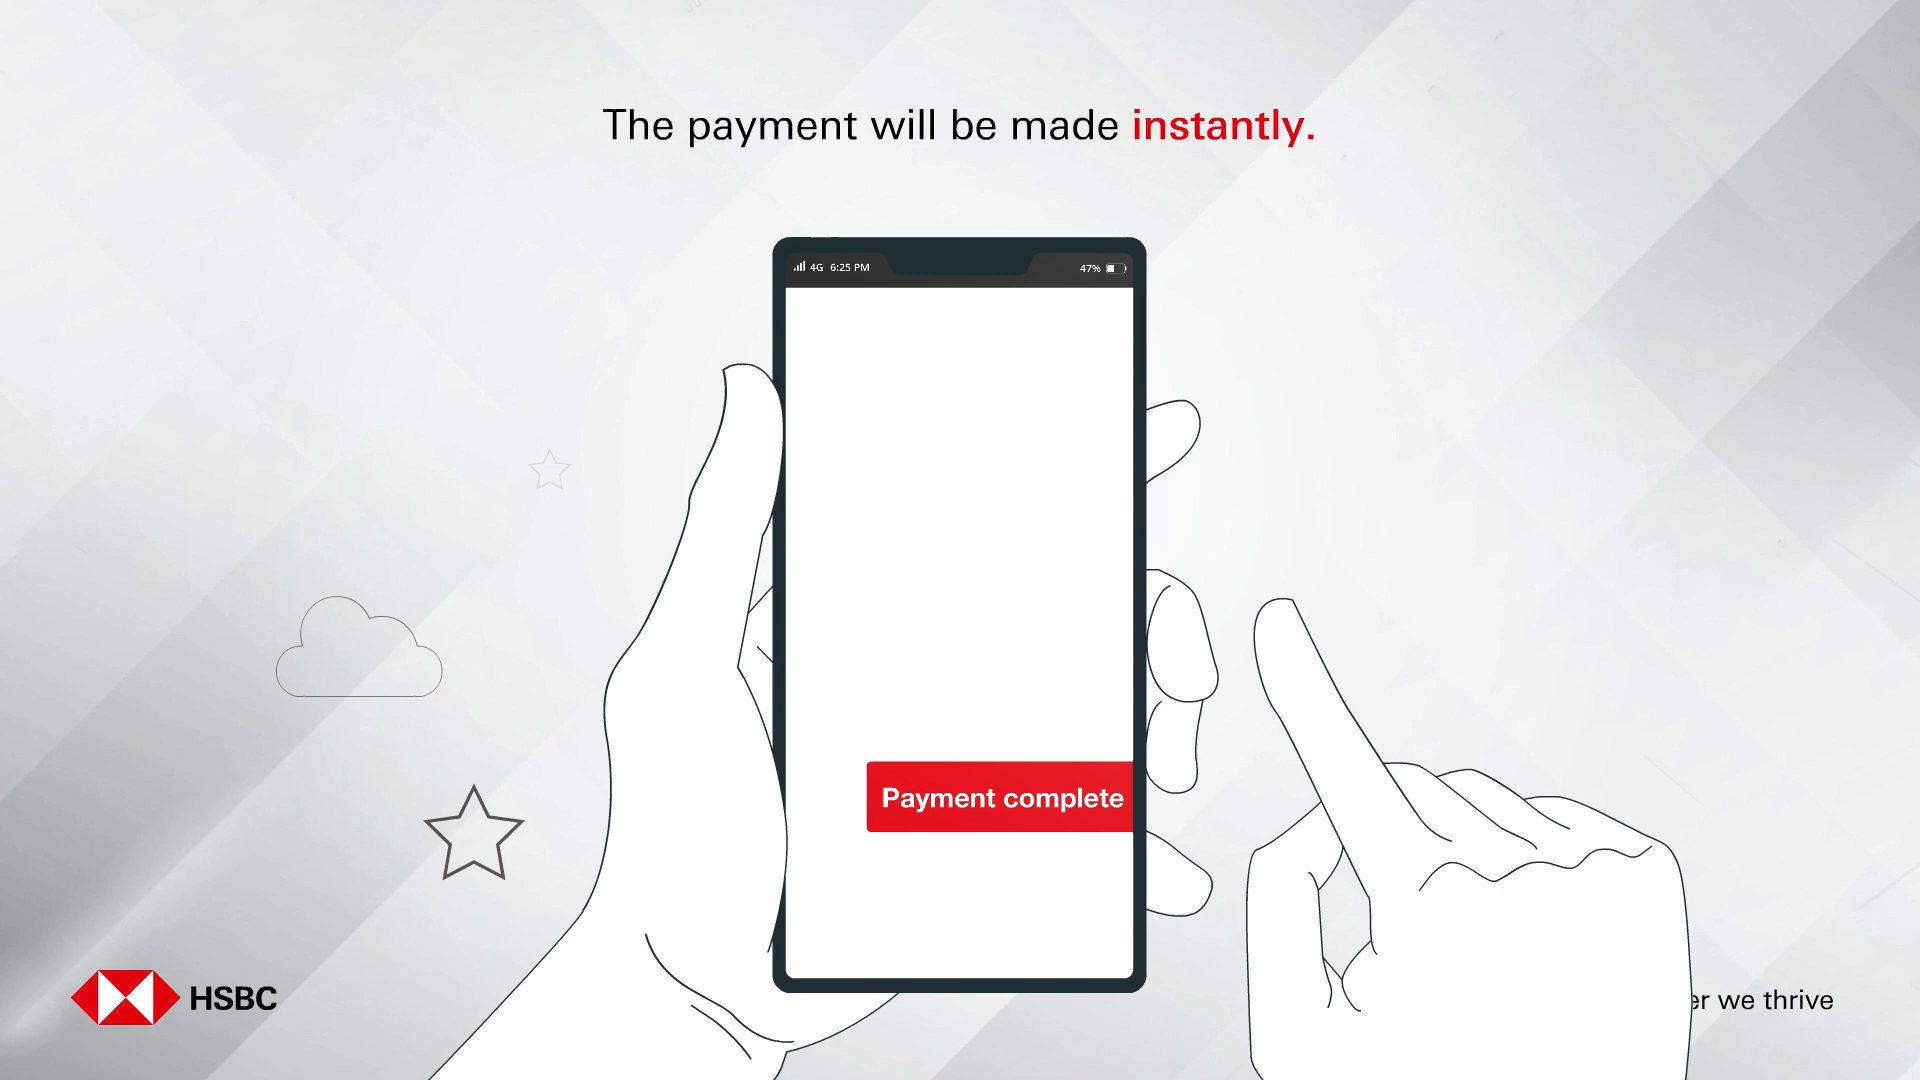 The payment will be made instantly.
4G 6:25 PM
47%
Payment complete
HSBC
we thrive